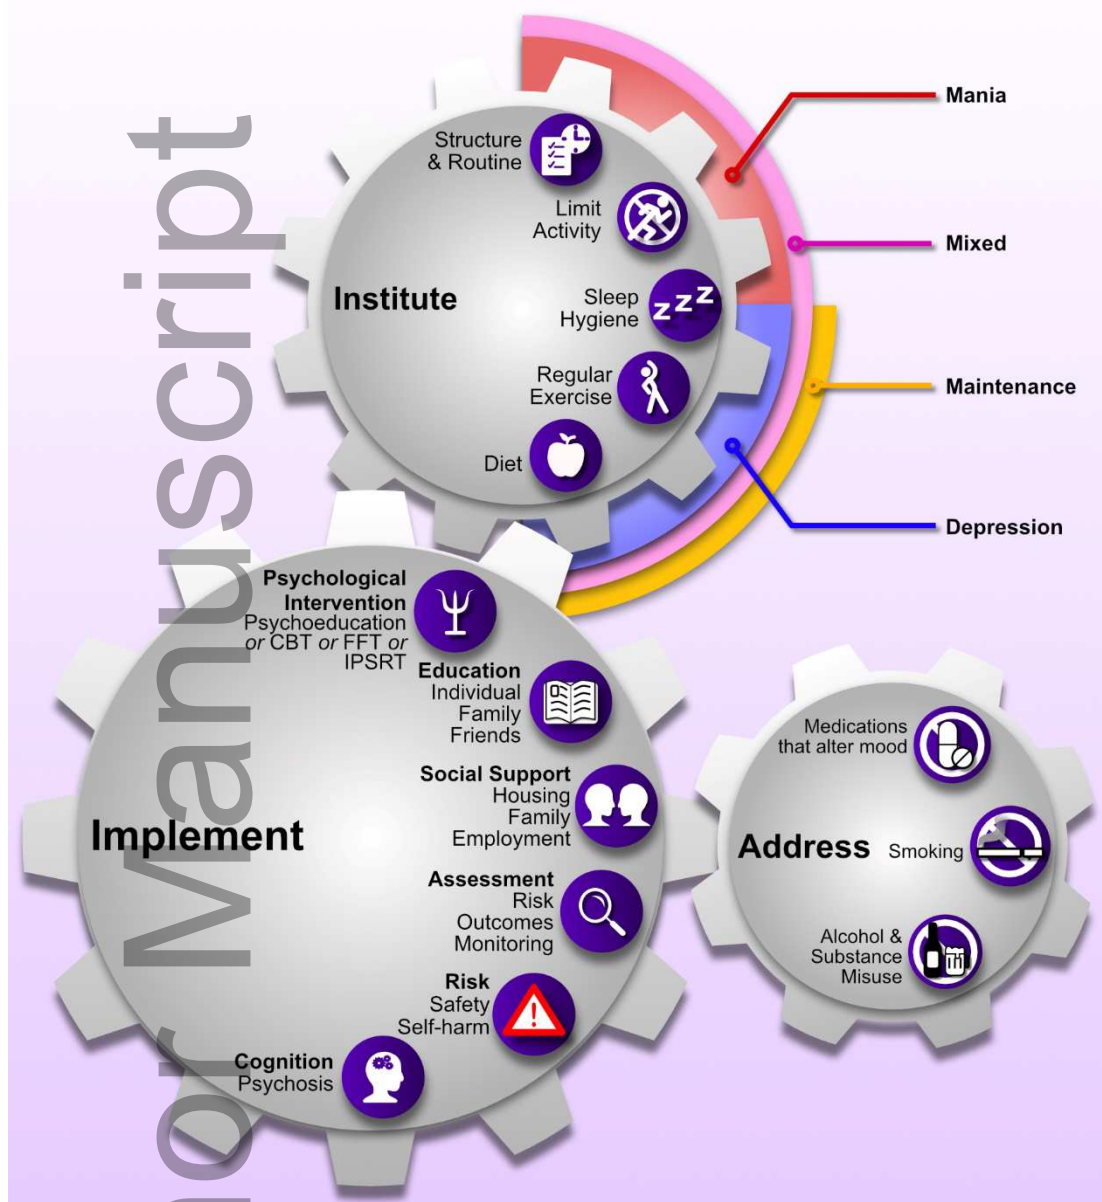 Structure
& Routine
Limit
Activity
Sleep
Hygiene
Regular
Exercise
Diet
Institute
Mania
Mixed
Maintenance
Depression
Psychological
Intervention
Psychoeducation
or CBT or FFT or
IPSRT
Education
Individual
Family
Friends
Social Support
Housing
Family
Employment
Assessment
Risk
Outcomes
Monitoring
Risk
Safety
Self-harm
Cognition
Psychosis
Implement
Medications
that alter mood
Smoking
Alcohol &
Substance
Misuse
Address
zzz
or Manuscript